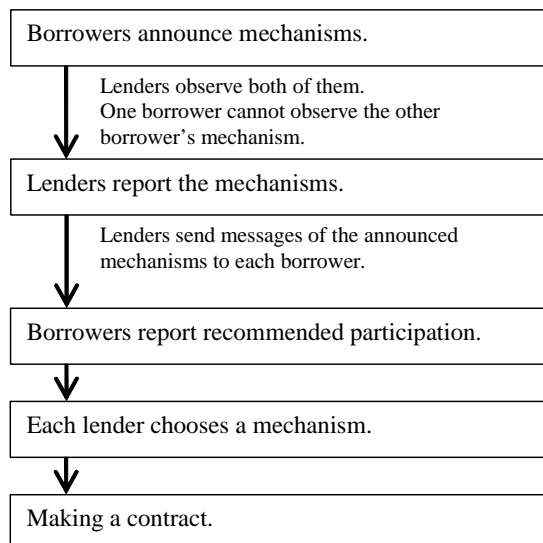 Borrowers announce mechanisms.
Lenders observe both of them.
One borrower cannot observe the other
borrower’s mechanism.
Lenders report the mechanisms.
Lenders send messages of the announced
mechanisms to each borrower.
Borrowers report recommended participation.
Each lender chooses a mechanism.
Making a contract.